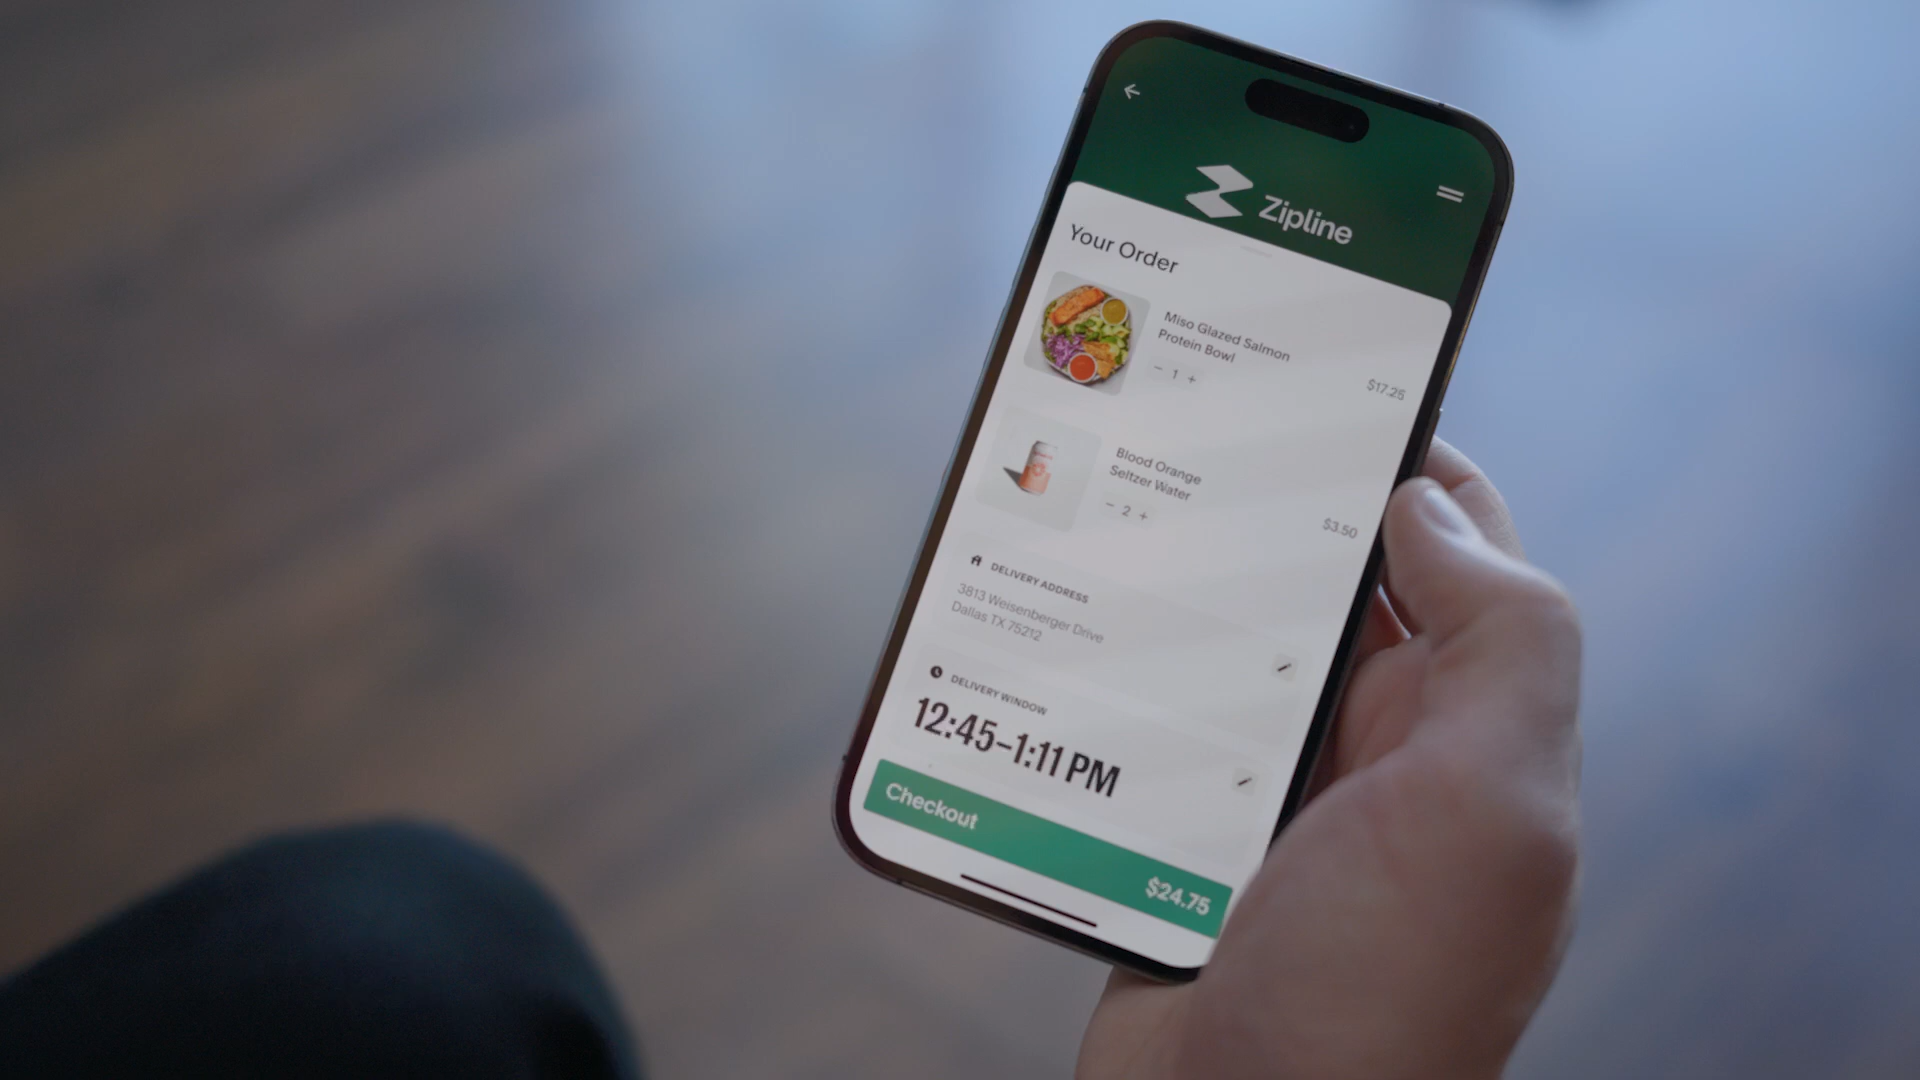 Zipline
Your Order
Miso Glazed Salmon
Protein Bowl
− 1 +
$17.25
Blood Orange
Seltzer Water
− 2 +
$3.50
DELIVERY ADDRESS
3813 Weisenberger Drive
Dallas TX 75212
DELIVERY WINDOW
12:45–1:11 PM
Checkout
$24.75